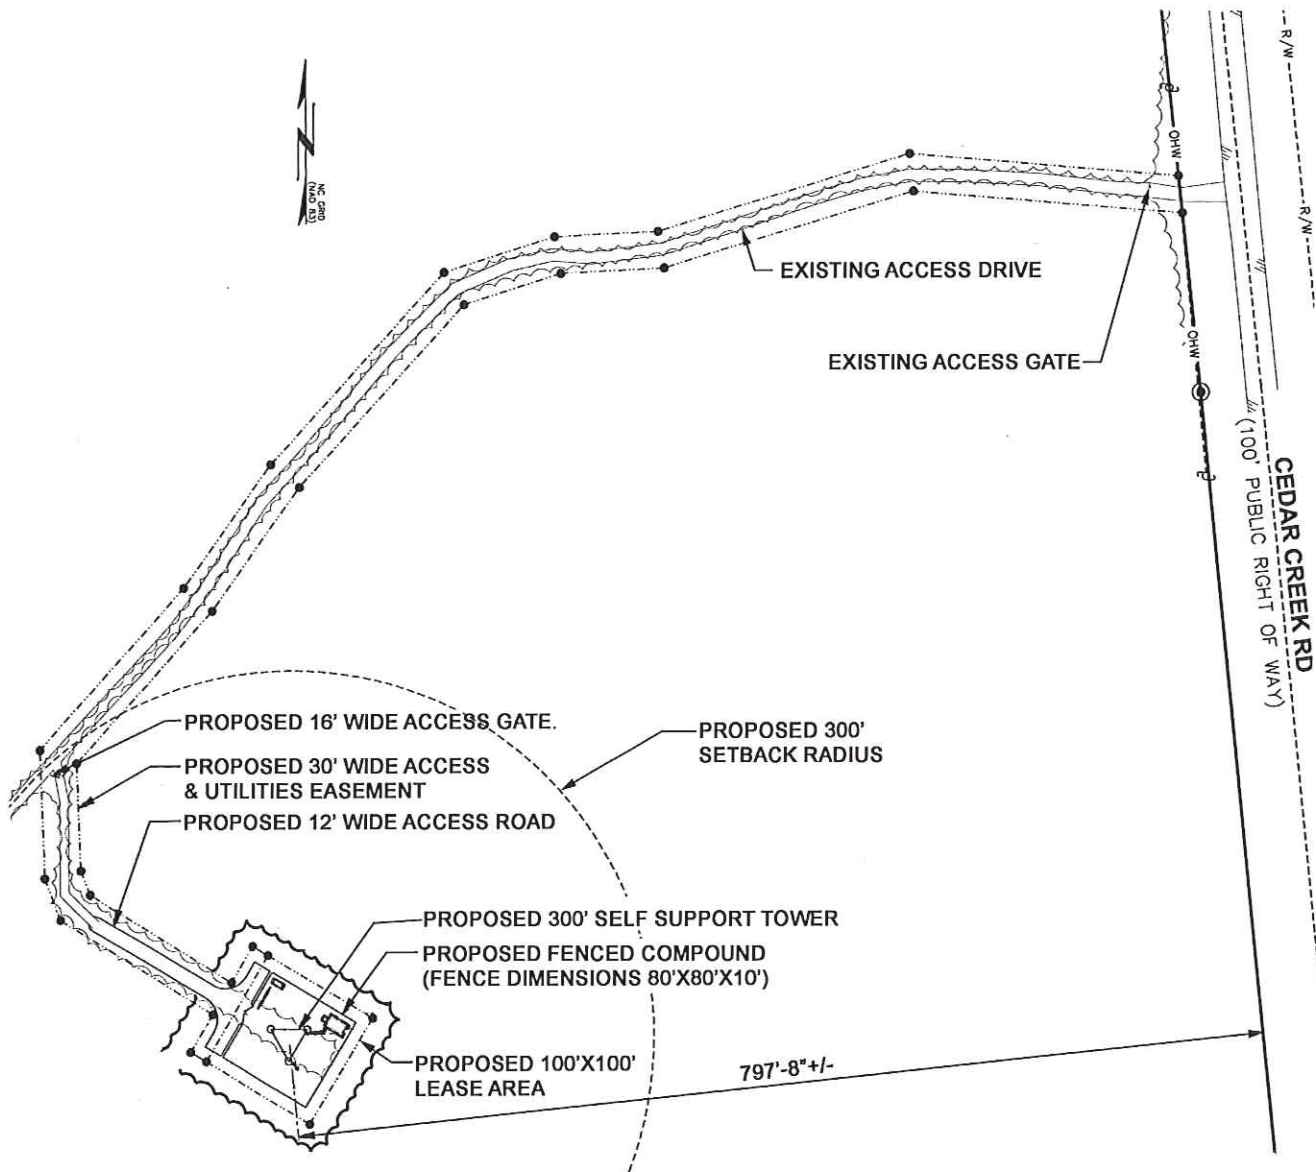 R/W
NC GRID
(NAD 83)
OHW
R/W
EXISTING ACCESS DRIVE
EXISTING ACCESS GATE
OHW
CEDAR CREEK RD
(100' PUBLIC RIGHT OF WAY)
PROPOSED 16' WIDE ACCESS GATE.
PROPOSED 300'
SETBACK RADIUS
PROPOSED 30' WIDE ACCESS
& UTILITIES EASEMENT
PROPOSED 12' WIDE ACCESS ROAD
PROPOSED 300' SELF SUPPORT TOWER
PROPOSED FENCED COMPOUND
(FENCE DIMENSIONS 80'X80'X10')
PROPOSED 100'X100'
LEASE AREA
797'-8"+/-